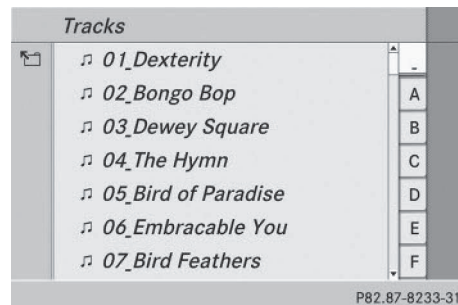 Tracks
01_Dexterity
02_Bongo Bop
03_Dewey Square
04_The Hymn
05_Bird of Paradise
06_Embracable You
07_Bird Feathers
_
A
B
C
D
E
F
P82.87-8233-31